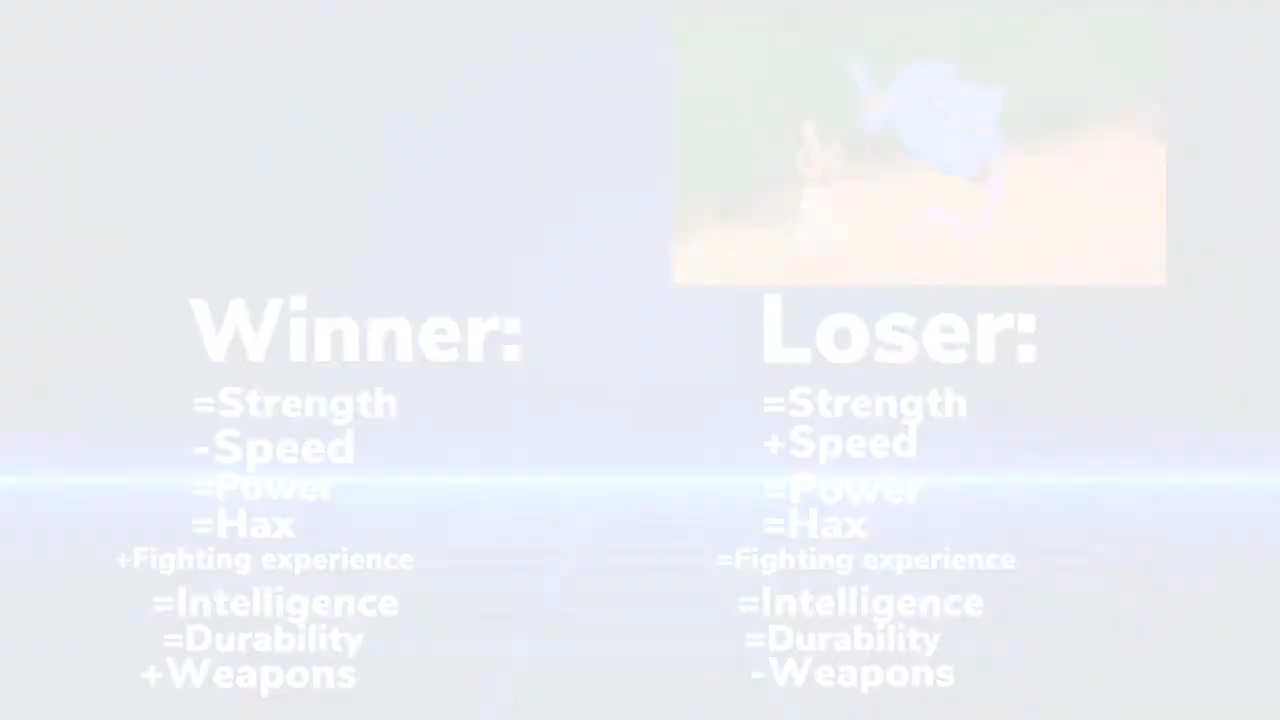 Winner:
=Strength
-Speed
=Power
=Hax
+Fighting experience
=Intelligence
=Durability
+Weapons
Loser:
=Strength
+Speed
=Power
=Hax
=Fighting experience
=Intelligence
=Durability
-Weapons